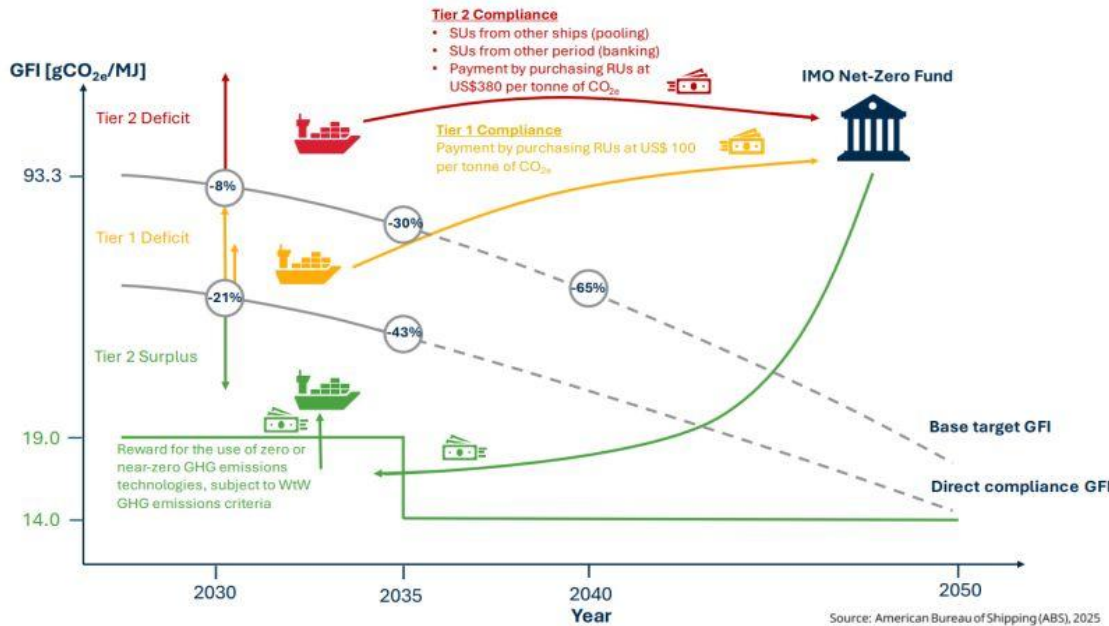 Tier 2 Compliance
• SUs from other ships (pooling)
• SUs from other period (banking)
• Payment by purchasing RUs at
US$380 per tonne of CO2e
GFI [gCO2e/MJ]
IMO Net-Zero Fund
Tier 2 Deficit
Tier 1 Compliance
Payment by purchasing RUs at US$ 100
per tonne of CO2e
93.3
-8%
-30%
Tier 1 Deficit
-65%
-21%
-43%
Tier 2 Surplus
19.0
Reward for the use of zero or
near-zero GHG emissions
technologies, subject to WtW
GHG emissions criteria
Base target GFI
Direct compliance GFI
14.0
2030
2035
2040
2050
Year
Source: American Bureau of Shipping (ABS), 2025